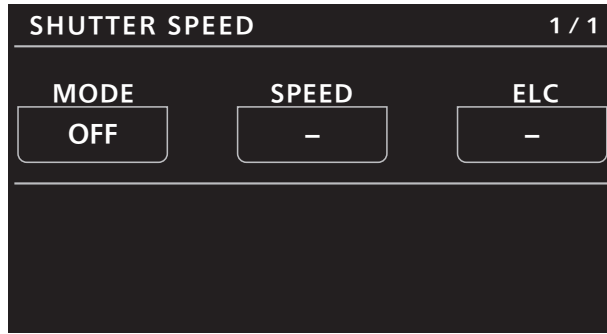 SHUTTER SPEED 1 / 1
MODE SPEED ELC
OFF – –